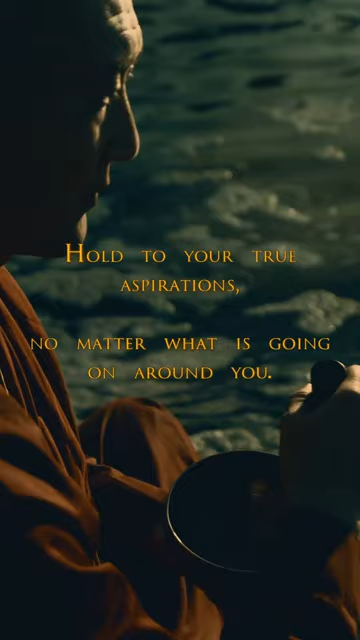 Hold to your true
aspirations,
no matter what is going
on around you.